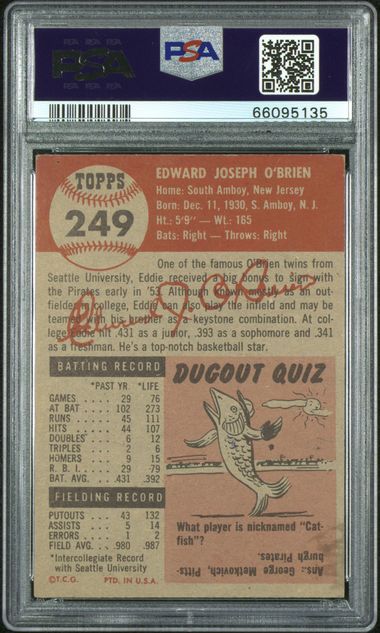 PSA
PSA
66095135
TOPPS
249
EDWARD JOSEPH O'BRIEN
Home: South Amboy, New Jersey
Born: Dec. 11, 1930, S. Amboy, N. J.
Ht.: 5'9" — Wt.: 165
Bats: Right — Throws: Right
One of the famous O'Brien twins from
Seattle University, Eddie received a big bonus to sign with
the Pirates early in '53. Although known mostly as an out-
fielder in college, Eddie can also play the infield and may be
teamed with his brother as a keystone combination. At col-
lege Eddie hit .431 as a junior, .393 as a sophomore and .341
as a freshman. He's a top-notch basketball star.
Edward J. O'Brien
BATTING RECORD
*PAST YR. *LIFE
GAMES 29 76
AT BAT 102 273
RUNS 45 111
HITS 44 107
DOUBLES 6 12
TRIPLES 2 6
HOMERS 9 15
R. B. I. 29 79
BAT. AVG. .431 .392
FIELDING RECORD
PUTOUTS 43 132
ASSISTS 5 14
ERRORS 1 2
FIELD AVG. .980 .987
*Intercollegiate Record
with Seattle University
©T.C.G. PTD. IN U.S.A.
DUGOUT QUIZ
What player is nicknamed "Cat-
fish"?
Ans.: George Metkovich, Pitts-
burgh Pirates.